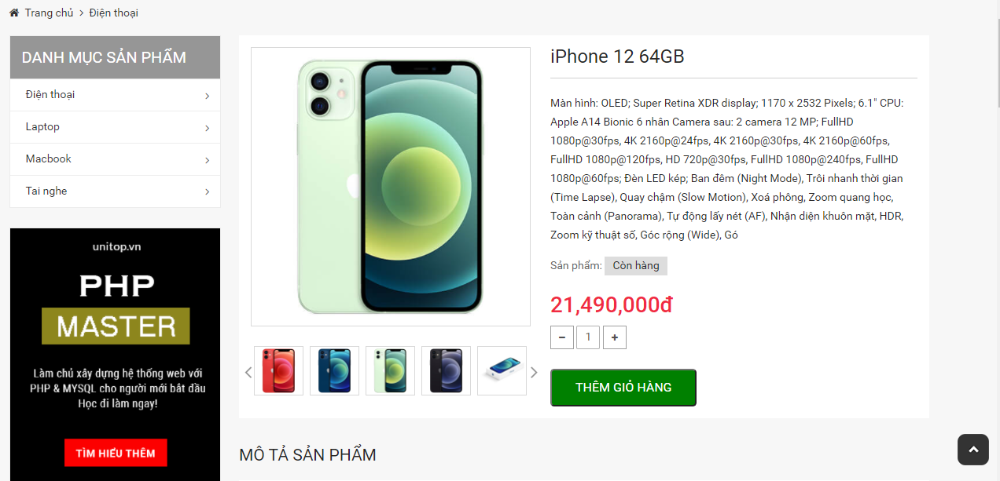 Trang chủ > Điện thoại
DANH MỤC SẢN PHẨM
Điện thoại
Laptop
Macbook
Tai nghe
unitop.vn
PHP
MASTER
Làm chủ xây dựng hệ thống web với
PHP & MYSQL cho người mới bắt đầu
Học đi làm ngay!
TÌM HIỂU THÊM
iPhone 12 64GB
Màn hình: OLED; Super Retina XDR display; 1170 x 2532 Pixels; 6.1" CPU:
Apple A14 Bionic 6 nhân Camera sau: 2 camera 12 MP; FullHD
1080p@30fps, 4K 2160p@24fps, 4K 2160p@30fps, 4K 2160p@60fps,
FullHD 1080p@120fps, HD 720p@30fps, FullHD 1080p@240fps, FullHD
1080p@60fps; Đèn LED kép; Ban đêm (Night Mode), Trôi nhanh thời gian
(Time Lapse), Quay chậm (Slow Motion), Xoá phông, Zoom quang học,
Toàn cảnh (Panorama), Tự động lấy nét (AF), Nhận diện khuôn mặt, HDR,
Zoom kỹ thuật số, Góc rộng (Wide), Gó
Sản phẩm: Còn hàng
21,490,000đ
− 1 +
THÊM GIỎ HÀNG
MÔ TẢ SẢN PHẨM